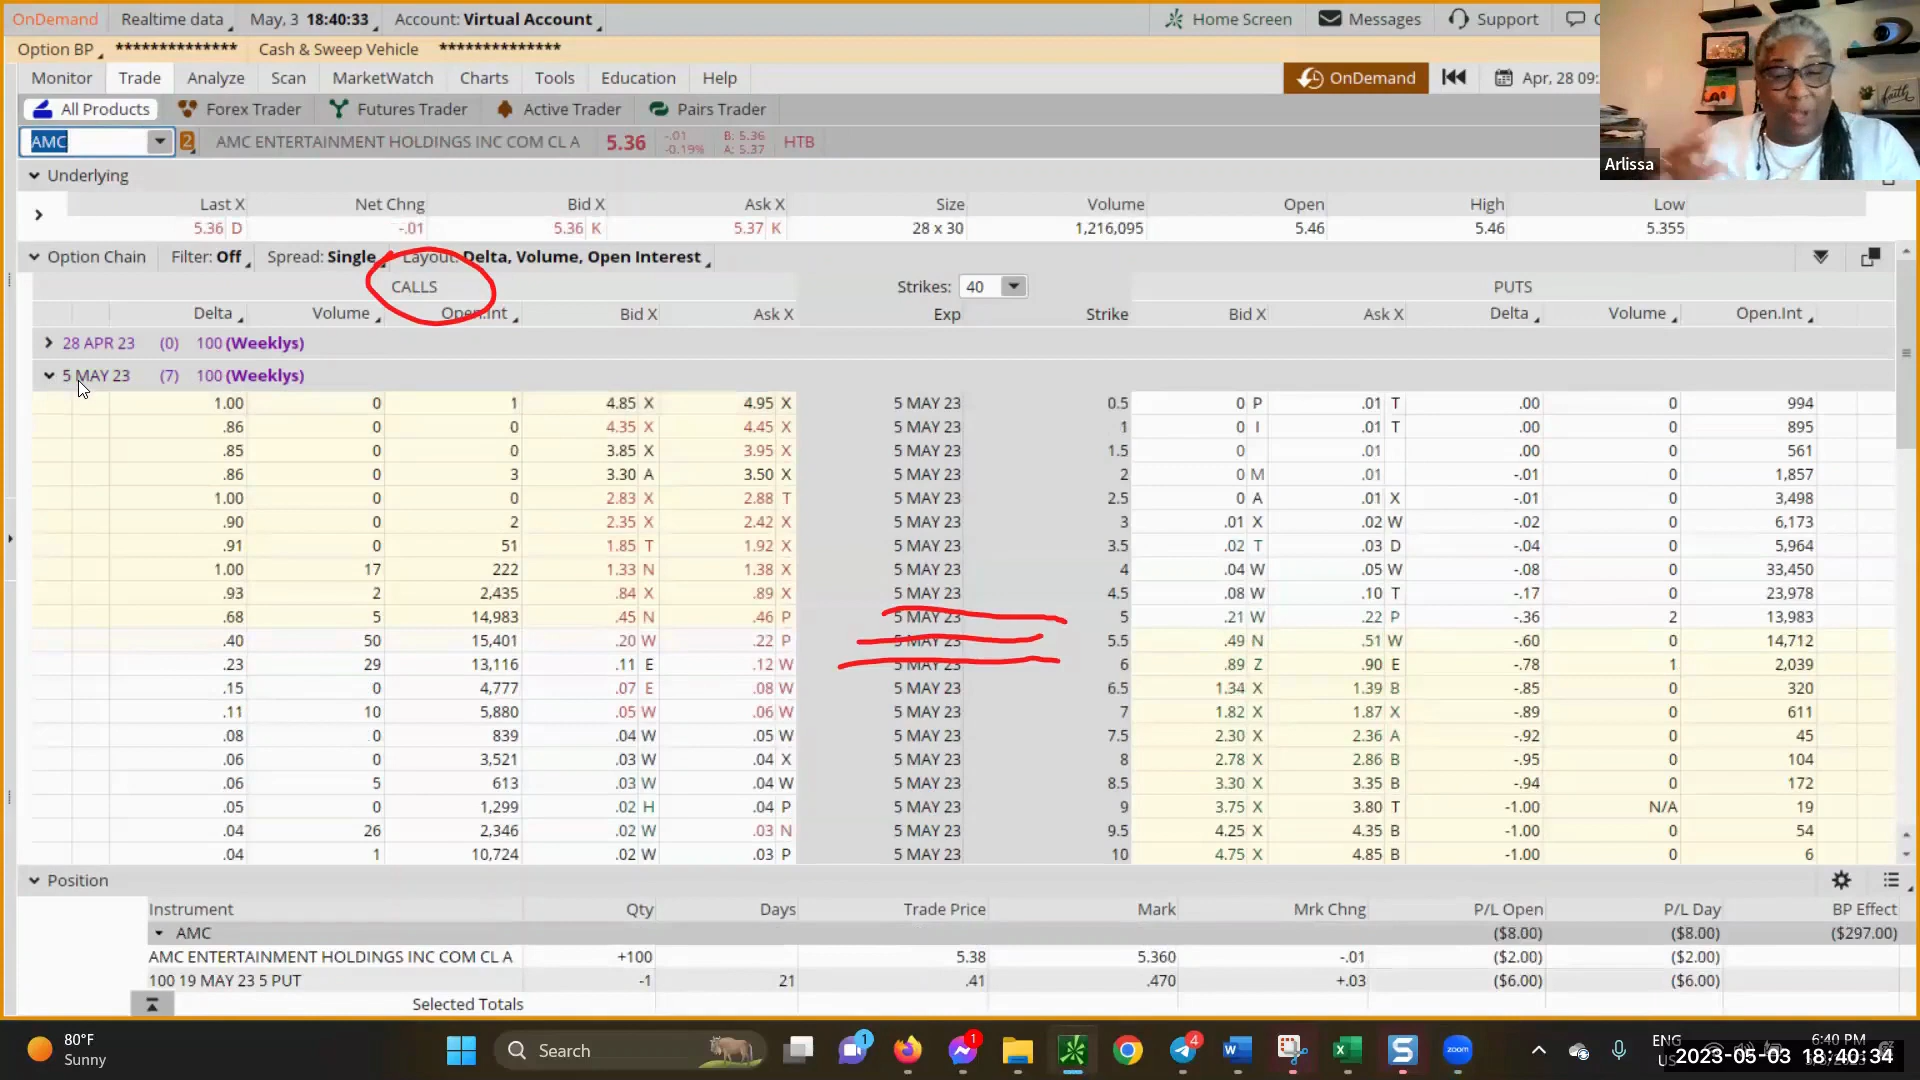 OnDemand Realtime data May, 3 18:40:33 Account: Virtual Account Home Screen Messages Support
Option BP ************** Cash & Sweep Vehicle **************
Monitor Trade Analyze Scan MarketWatch Charts Tools Education Help OnDemand Apr, 28 09:
All Products Forex Trader Futures Trader Active Trader Pairs Trader
AMC 2 AMC ENTERTAINMENT HOLDINGS INC COM CL A 5.36 -.01 -0.19% B: 5.36 A: 5.37 HTB
faith
Arlissa
Underlying
Last X Net Chng Bid X Ask X Size Volume Open High Low
5.36 D -.01 5.36 K 5.37 K 28 x 30 1,216,095 5.46 5.46 5.355
Option Chain Filter: Off Spread: Single Layout: Delta, Volume, Open Interest
CALLS Strikes: 40 PUTS
Delta Volume Open.Int Bid X Ask X Exp Strike Bid X Ask X Delta Volume Open.Int
28 APR 23 (0) 100 (Weeklys)
5 MAY 23 (7) 100 (Weeklys)
1.00 0 1 4.85 X 4.95 X 5 MAY 23 0.5 0 P .01 T .00 0 994
.86 0 0 4.35 X 4.45 X 5 MAY 23 1 0 I .01 T .00 0 895
.85 0 0 3.85 X 3.95 X 5 MAY 23 1.5 0 .01 .00 0 561
.86 0 3 3.30 A 3.50 X 5 MAY 23 2 0 M .01 -.01 0 1,857
1.00 0 0 2.83 X 2.88 T 5 MAY 23 2.5 0 A .01 X -.01 0 3,498
.90 0 2 2.35 X 2.42 X 5 MAY 23 3 .01 X .02 W -.02 0 6,173
.91 0 51 1.85 T 1.92 X 5 MAY 23 3.5 .02 T .03 D -.04 0 5,964
1.00 17 222 1.33 N 1.38 X 5 MAY 23 4 .04 W .05 W -.08 0 33,450
.93 2 2,435 .84 X .89 X 5 MAY 23 4.5 .08 W .10 T -.17 0 23,978
.68 5 14,983 .45 N .46 P 5 MAY 23 5 .21 W .22 P -.36 2 13,983
.40 50 15,401 .20 W .22 P 5 MAY 23 5.5 .49 N .51 W -.60 0 14,712
.23 29 13,116 .11 E .12 W 5 MAY 23 6 .89 Z .90 E -.78 1 2,039
.15 0 4,777 .07 E .08 W 5 MAY 23 6.5 1.34 X 1.39 B -.85 0 320
.11 10 5,880 .05 W .06 W 5 MAY 23 7 1.82 X 1.87 X -.89 0 611
.08 0 839 .04 W .05 W 5 MAY 23 7.5 2.30 X 2.36 A -.92 0 45
.06 0 3,521 .03 W .04 X 5 MAY 23 8 2.78 X 2.86 B -.95 0 104
.06 5 613 .03 W .04 W 5 MAY 23 8.5 3.30 X 3.35 B -.94 0 172
.05 0 1,299 .02 H .04 P 5 MAY 23 9 3.75 X 3.80 T -1.00 N/A 19
.04 26 2,346 .02 W .03 N 5 MAY 23 9.5 4.25 X 4.35 B -1.00 0 54
.04 1 10,724 .02 W .03 P 5 MAY 23 10 4.75 X 4.85 B -1.00 0 6
Position
Instrument Qty Days Trade Price Mark Mrk Chng P/L Open P/L Day BP Effect
AMC ($8.00) ($8.00) ($297.00)
AMC ENTERTAINMENT HOLDINGS INC COM CL A +100 5.38 5.360 -.01 ($2.00) ($2.00)
100 19 MAY 23 5 PUT -1 21 .41 .470 +.03 ($6.00) ($6.00)
Selected Totals
80°F Sunny Search 1 1 4 zoom ENG US 6:40 PM
2023-05-03 18:40:34